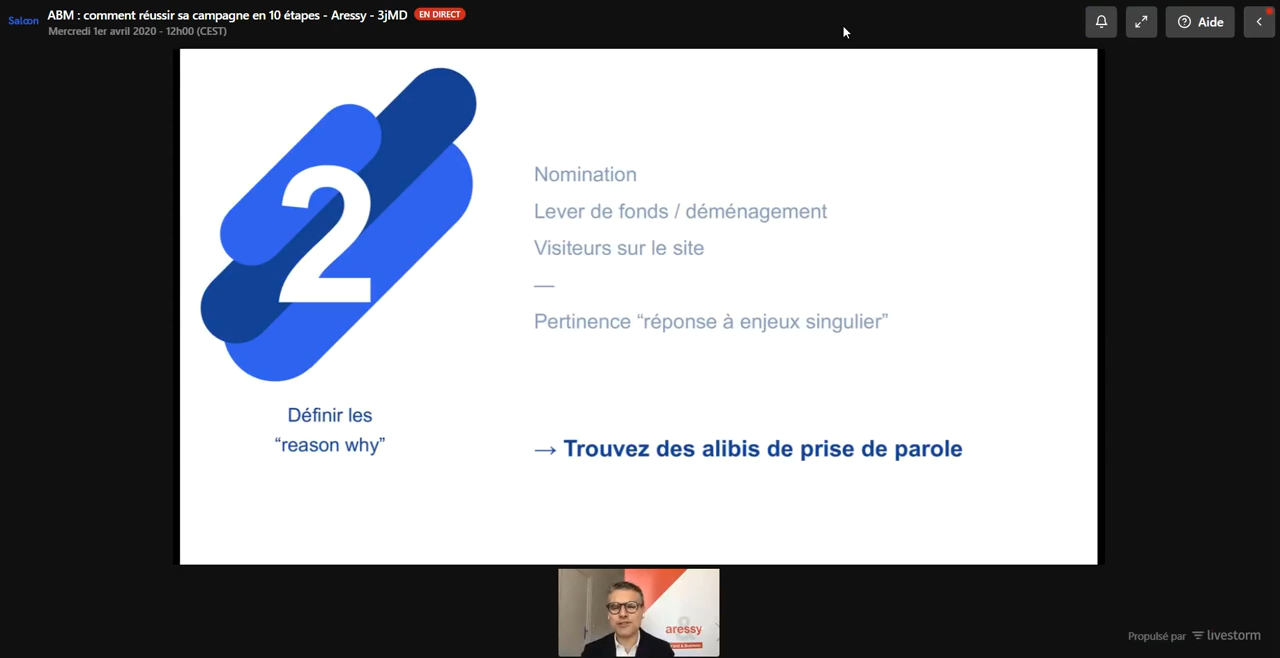 Saloon
ABM : comment réussir sa campagne en 10 étapes - Aressy - 3jMD EN DIRECT
Mercredi 1er avril 2020 - 12h00 (CEST)
Aide
2
Définir les
“reason why”
Nomination
Lever de fonds / déménagement
Visiteurs sur le site
—
Pertinence “réponse à enjeux singulier”
→ Trouvez des alibis de prise de parole
&
aressy
Propulsé par livestorm